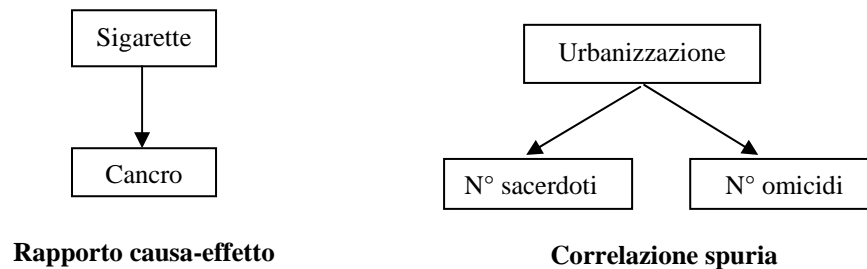 Sigarette
Cancro
Rapporto causa-effetto
Urbanizzazione
N° sacerdoti
N° omicidi
Correlazione spuria